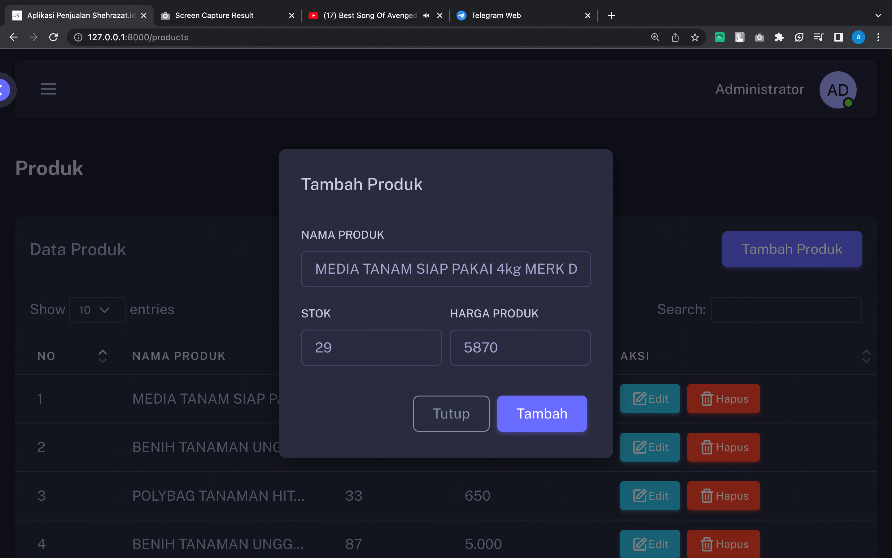 Aplikasi Penjualan Shehrazat.io
Screen Capture Result
(17) Best Song Of Avenged
Telegram Web
127.0.0.1:8000/products
a
Administrator
AD
Produk
Data Produk
Tambah Produk
Show 10 entries
Search:
NO
NAMA PRODUK
AKSI
1
MEDIA TANAM SIAP PA
Edit
Hapus
2
BENIH TANAMAN UNGG
Edit
Hapus
3
POLYBAG TANAMAN HIT...
33
650
Edit
Hapus
4
BENIH TANAMAN UNGG...
87
5.000
Edit
Hapus
Tambah Produk
NAMA PRODUK
MEDIA TANAM SIAP PAKAI 4kg MERK D
STOK
HARGA PRODUK
29
5870
Tutup
Tambah